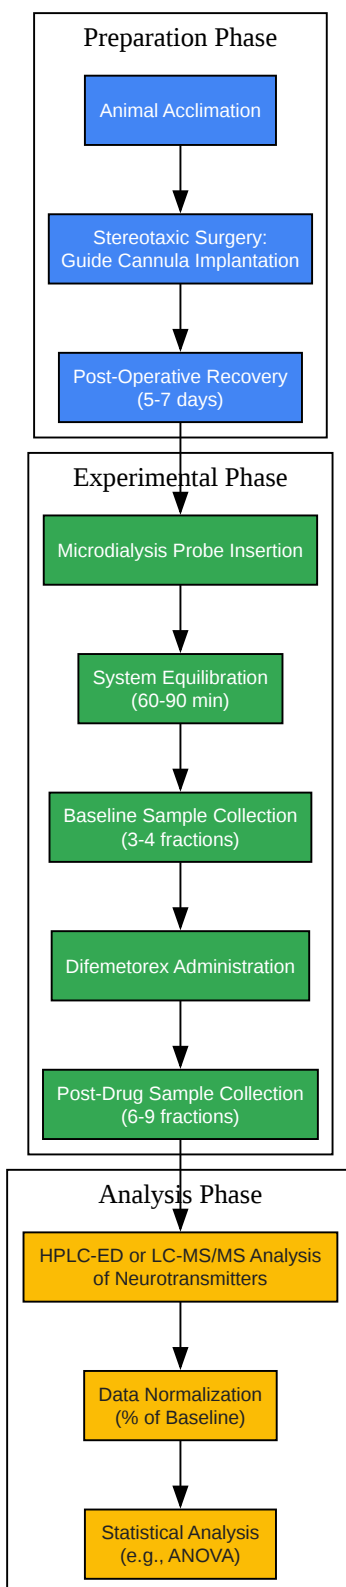 Preparation Phase
Animal Acclimation
Stereotaxic Surgery:
Guide Cannula Implantation
Post-Operative Recovery
(5-7 days)
Experimental Phase
Microdialysis Probe Insertion
System Equilibration
(60-90 min)
Baseline Sample Collection
(3-4 fractions)
Difemetorex Administration
Post-Drug Sample Collection
(6-9 fractions)
Analysis Phase
HPLC-ED or LC-MS/MS Analysis
of Neurotransmitters
Data Normalization
(% of Baseline)
Statistical Analysis
(e.g., ANOVA)